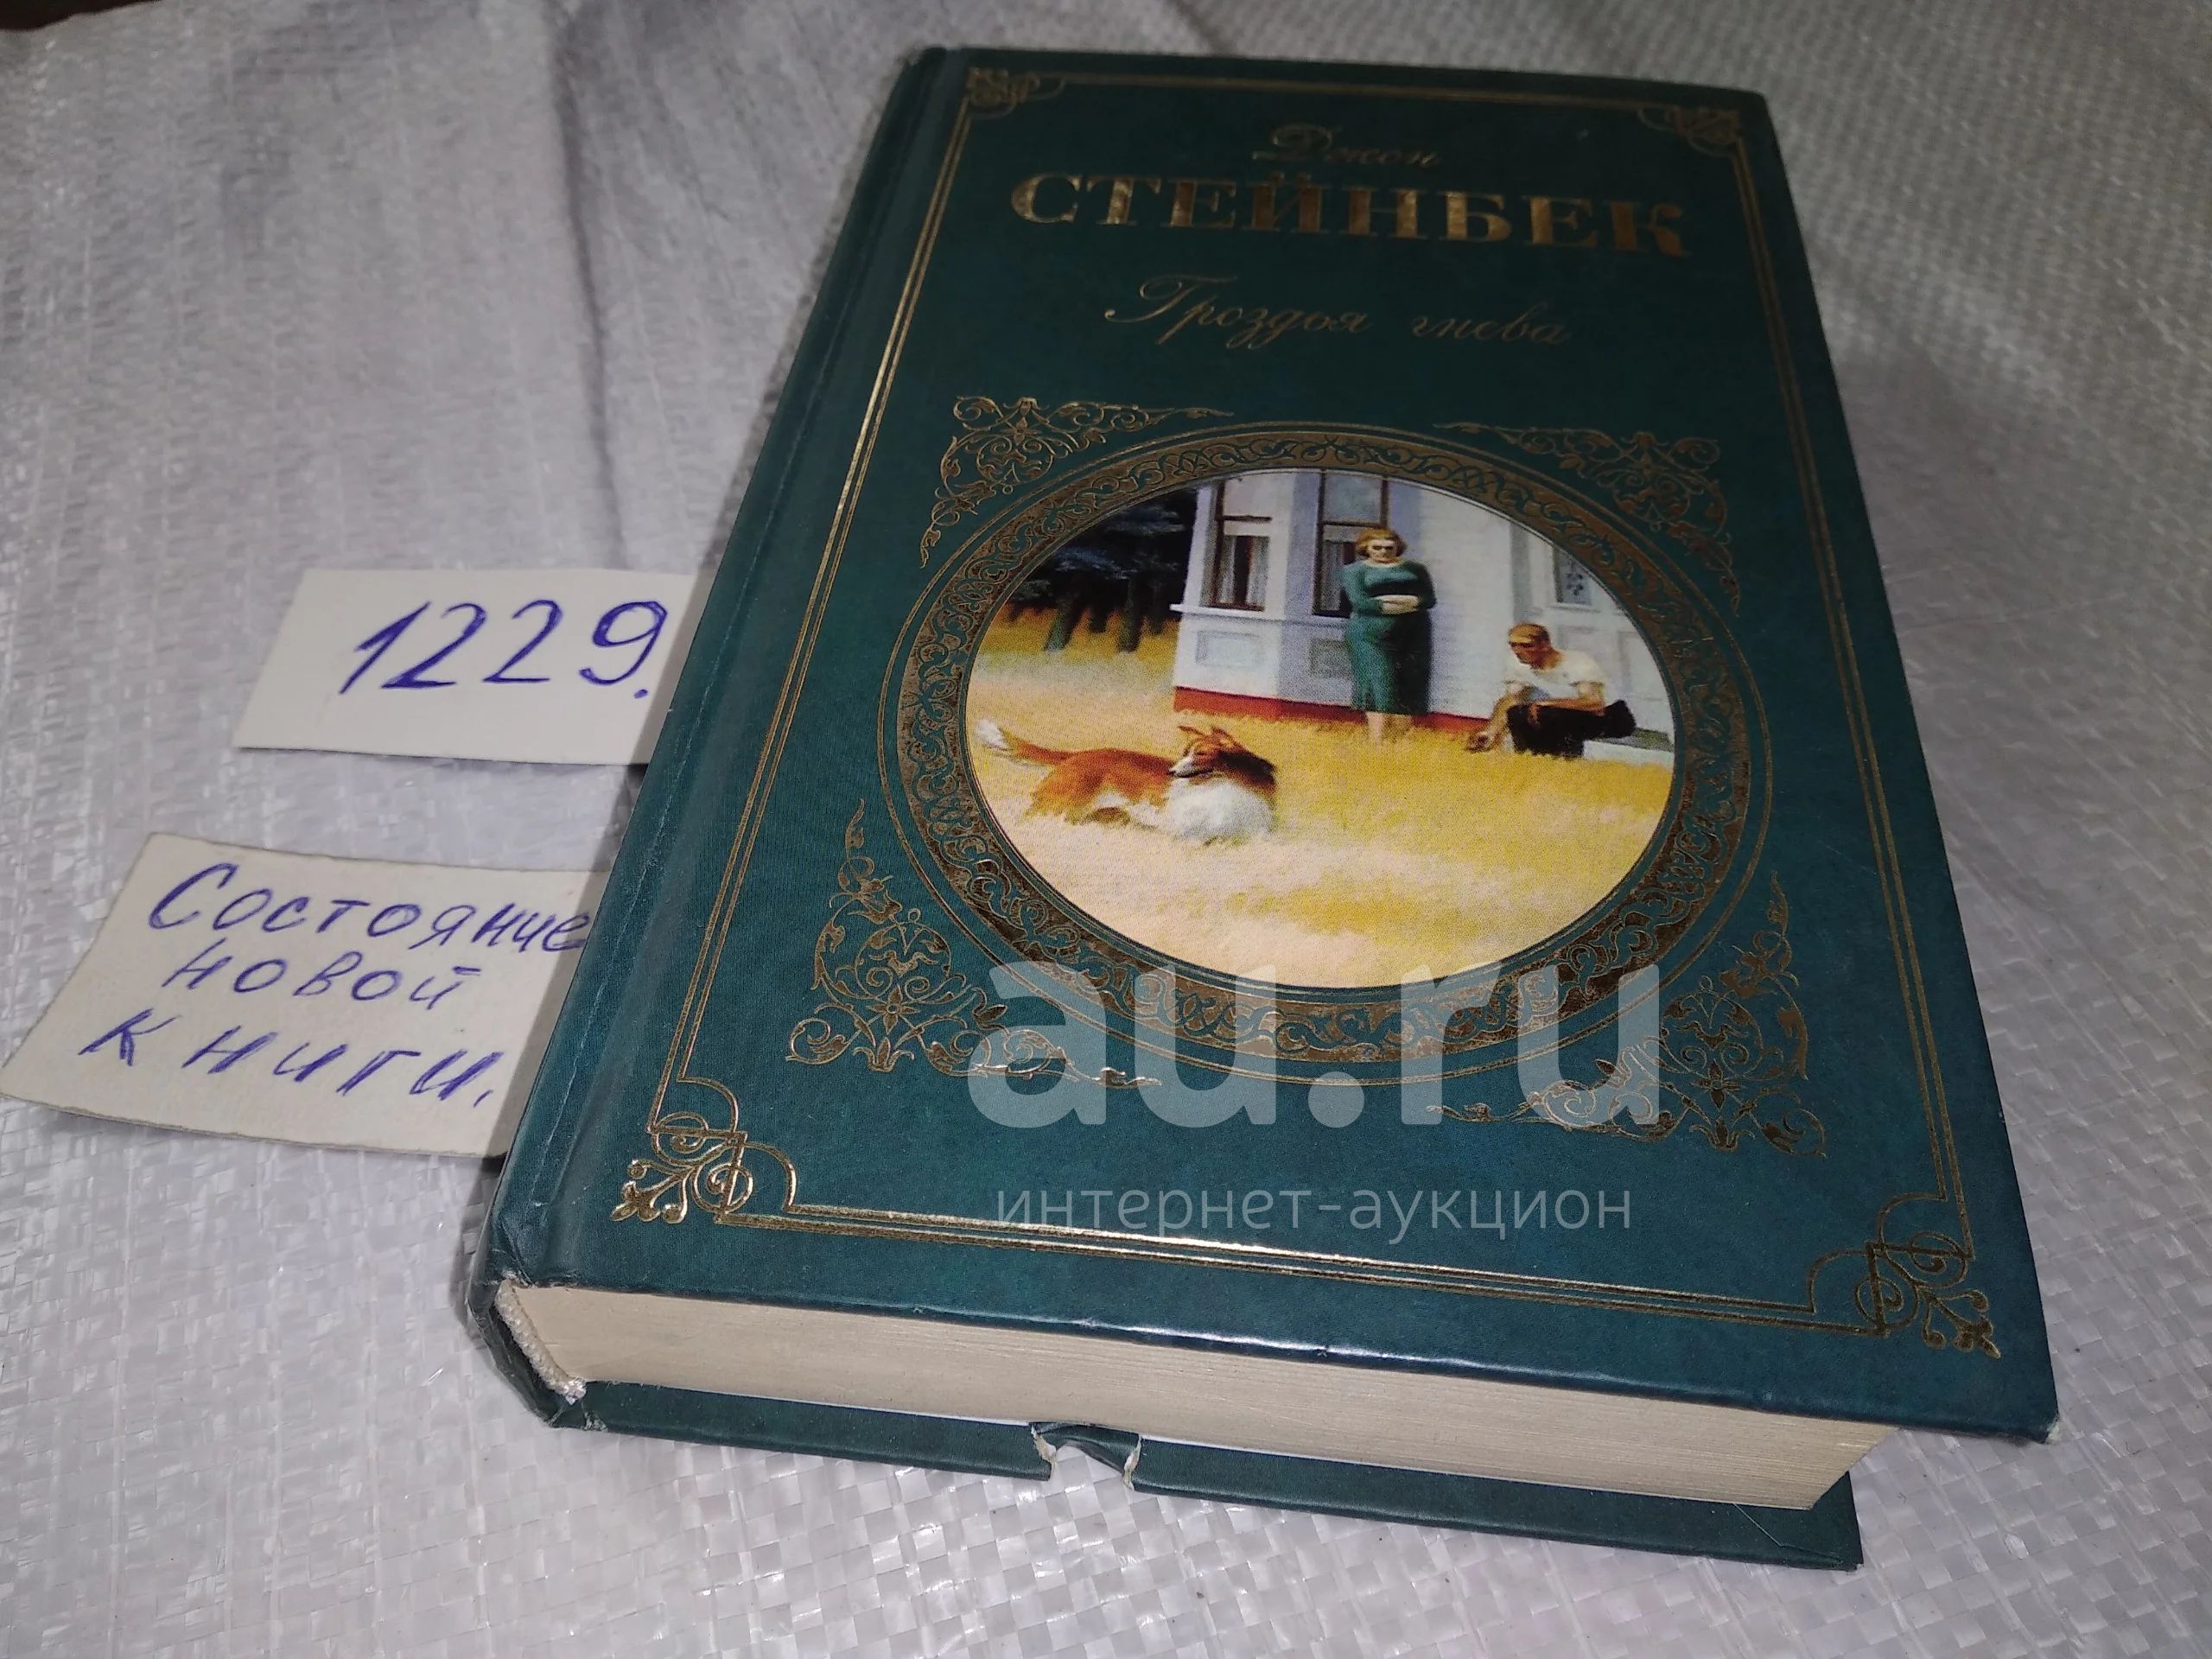 Джон
СТЕЙНБЕК
Гроздья гнева
1229.
Состояние
новой
книги.
au.ru
интернет-аукцион